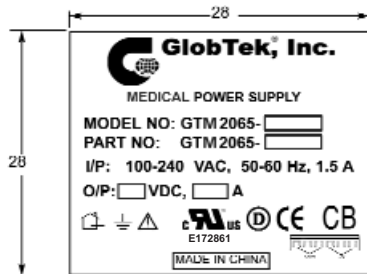 28
28
GlobTek, Inc.
MEDICAL POWER SUPPLY
MODEL NO: GTM2065-
PART NO: GTM2065-
I/P: 100-240 VAC, 50-60 Hz, 1.5 A
O/P: VDC, A
c RU us D CE CB
E172861
MADE IN CHINA